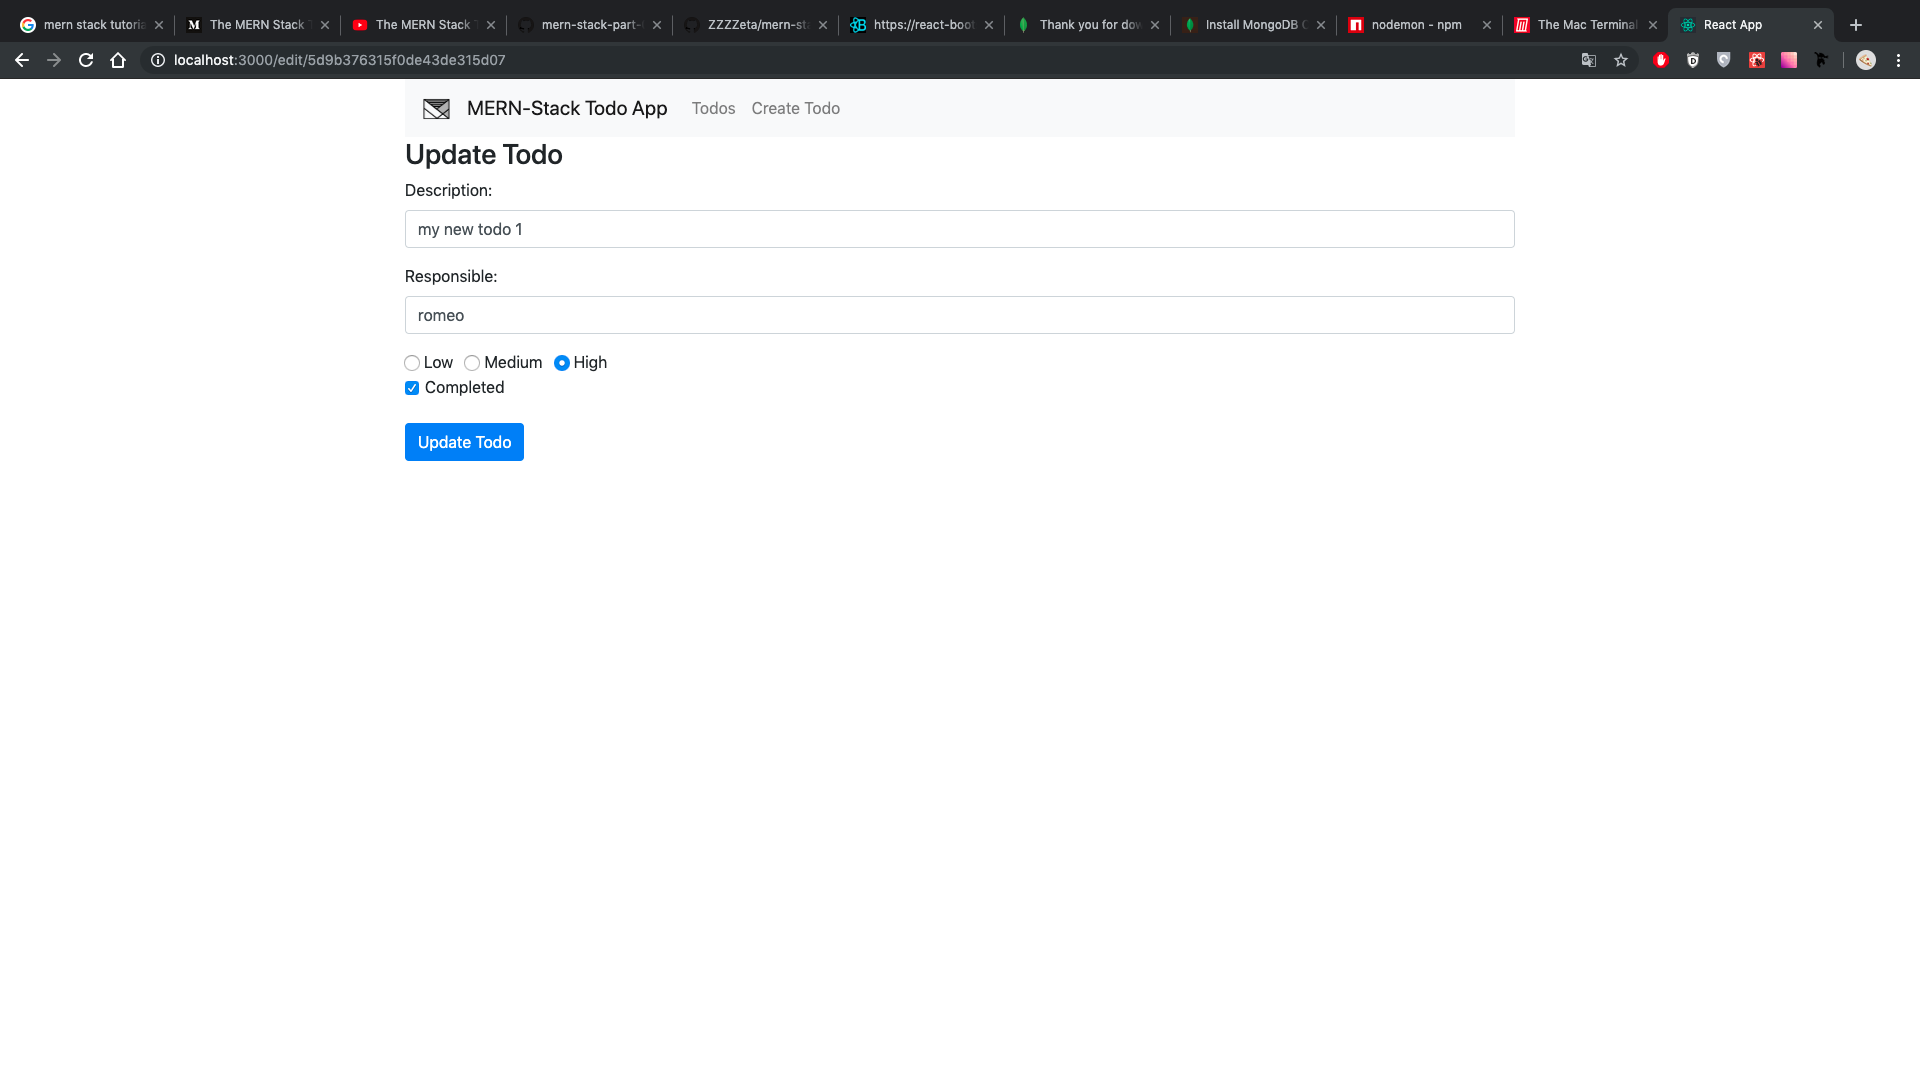 mern stack tutoria
The MERN Stack T
The MERN Stack T
mern-stack-part-
ZZZZeta/mern-sta
https://react-boot
Thank you for dow
Install MongoDB C
nodemon - npm
The Mac Terminal
React App
localhost:3000/edit/5d9b376315f0de43de315d07
MERN-Stack Todo App Todos Create Todo
Update Todo
Description:
my new todo 1
Responsible:
romeo
Low Medium High
Completed
Update Todo